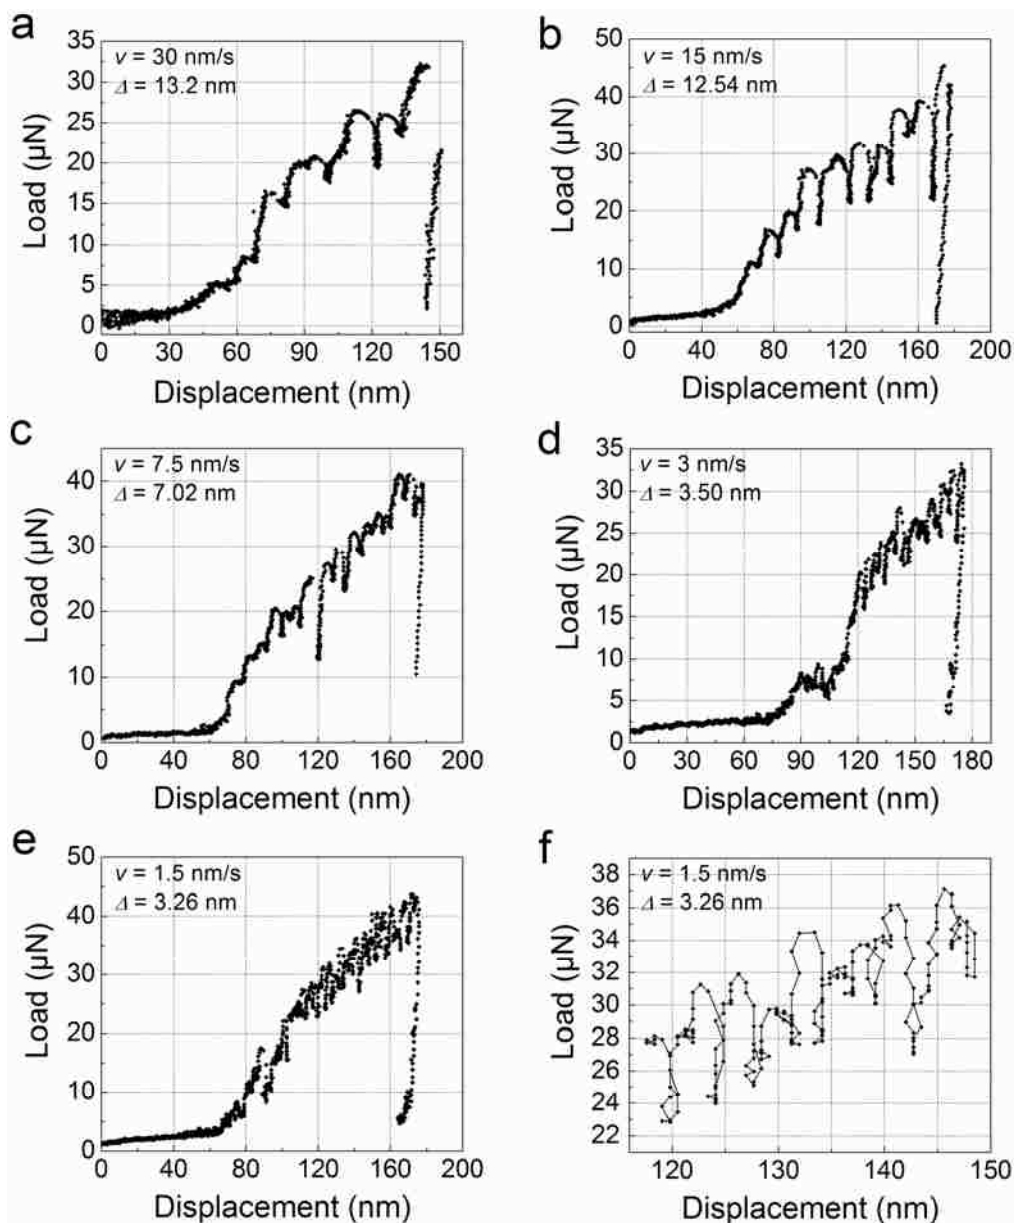 a
v = 30 nm/s
Δ = 13.2 nm
35
30
25
20
15
10
5
0
Load (µN)
0 30 60 90 120 150
Displacement (nm)
b
v = 15 nm/s
Δ = 12.54 nm
50
40
30
20
10
0
Load (µN)
0 40 80 120 160 200
Displacement (nm)
c
v = 7.5 nm/s
Δ = 7.02 nm
40
30
20
10
0
Load (µN)
0 40 80 120 160 200
Displacement (nm)
d
v = 3 nm/s
Δ = 3.50 nm
35
30
25
20
15
10
5
0
Load (µN)
0 30 60 90 120 150 180
Displacement (nm)
e
v = 1.5 nm/s
Δ = 3.26 nm
50
40
30
20
10
0
Load (µN)
0 40 80 120 160 200
Displacement (nm)
f
v = 1.5 nm/s
Δ = 3.26 nm
38
36
34
32
30
28
26
24
22
Load (µN)
120 130 140 150
Displacement (nm)